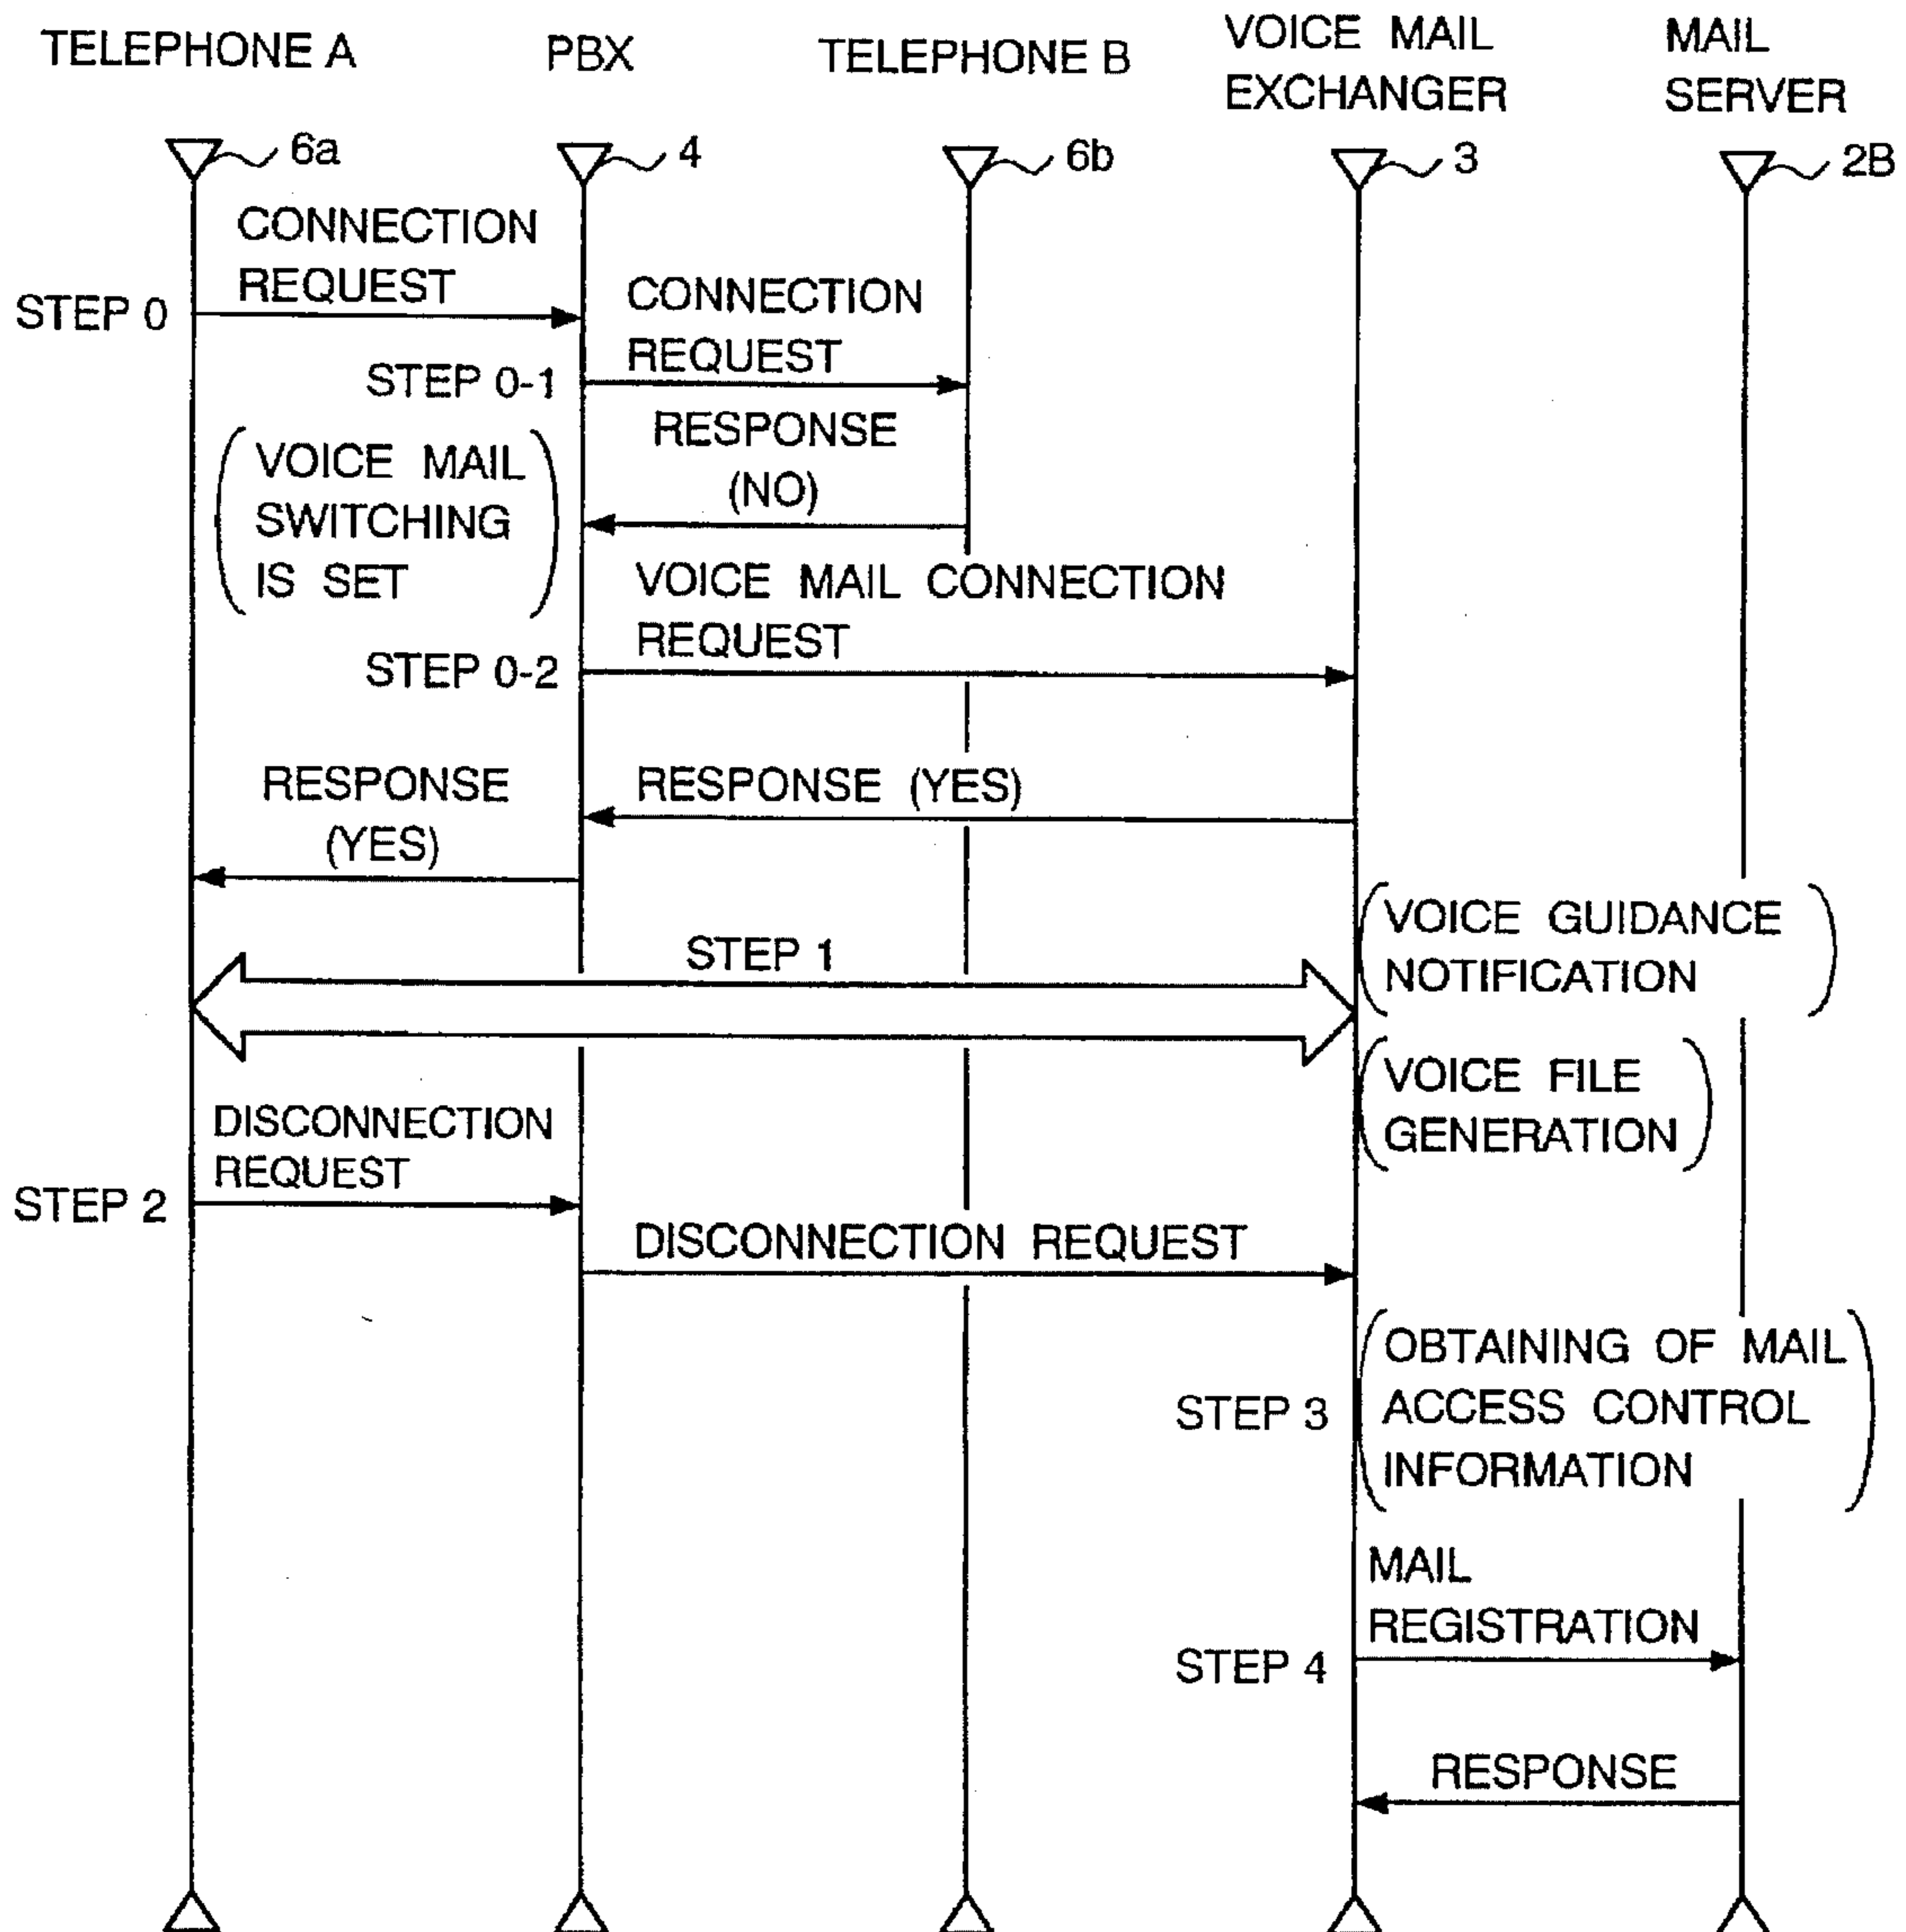 TELEPHONE A
PBX
TELEPHONE B
VOICE MAIL
EXCHANGER
MAIL
SERVER
6a
4
6b
3
2B
CONNECTION
REQUEST
STEP 0
CONNECTION
REQUEST
STEP 0-1
RESPONSE
(NO)
VOICE MAIL
SWITCHING
IS SET
VOICE MAIL CONNECTION
REQUEST
STEP 0-2
RESPONSE (YES)
RESPONSE
(YES)
VOICE GUIDANCE
NOTIFICATION
STEP 1
VOICE FILE
GENERATION
DISCONNECTION
REQUEST
STEP 2
DISCONNECTION REQUEST
OBTAINING OF MAIL
ACCESS CONTROL
INFORMATION
STEP 3
MAIL
REGISTRATION
STEP 4
RESPONSE